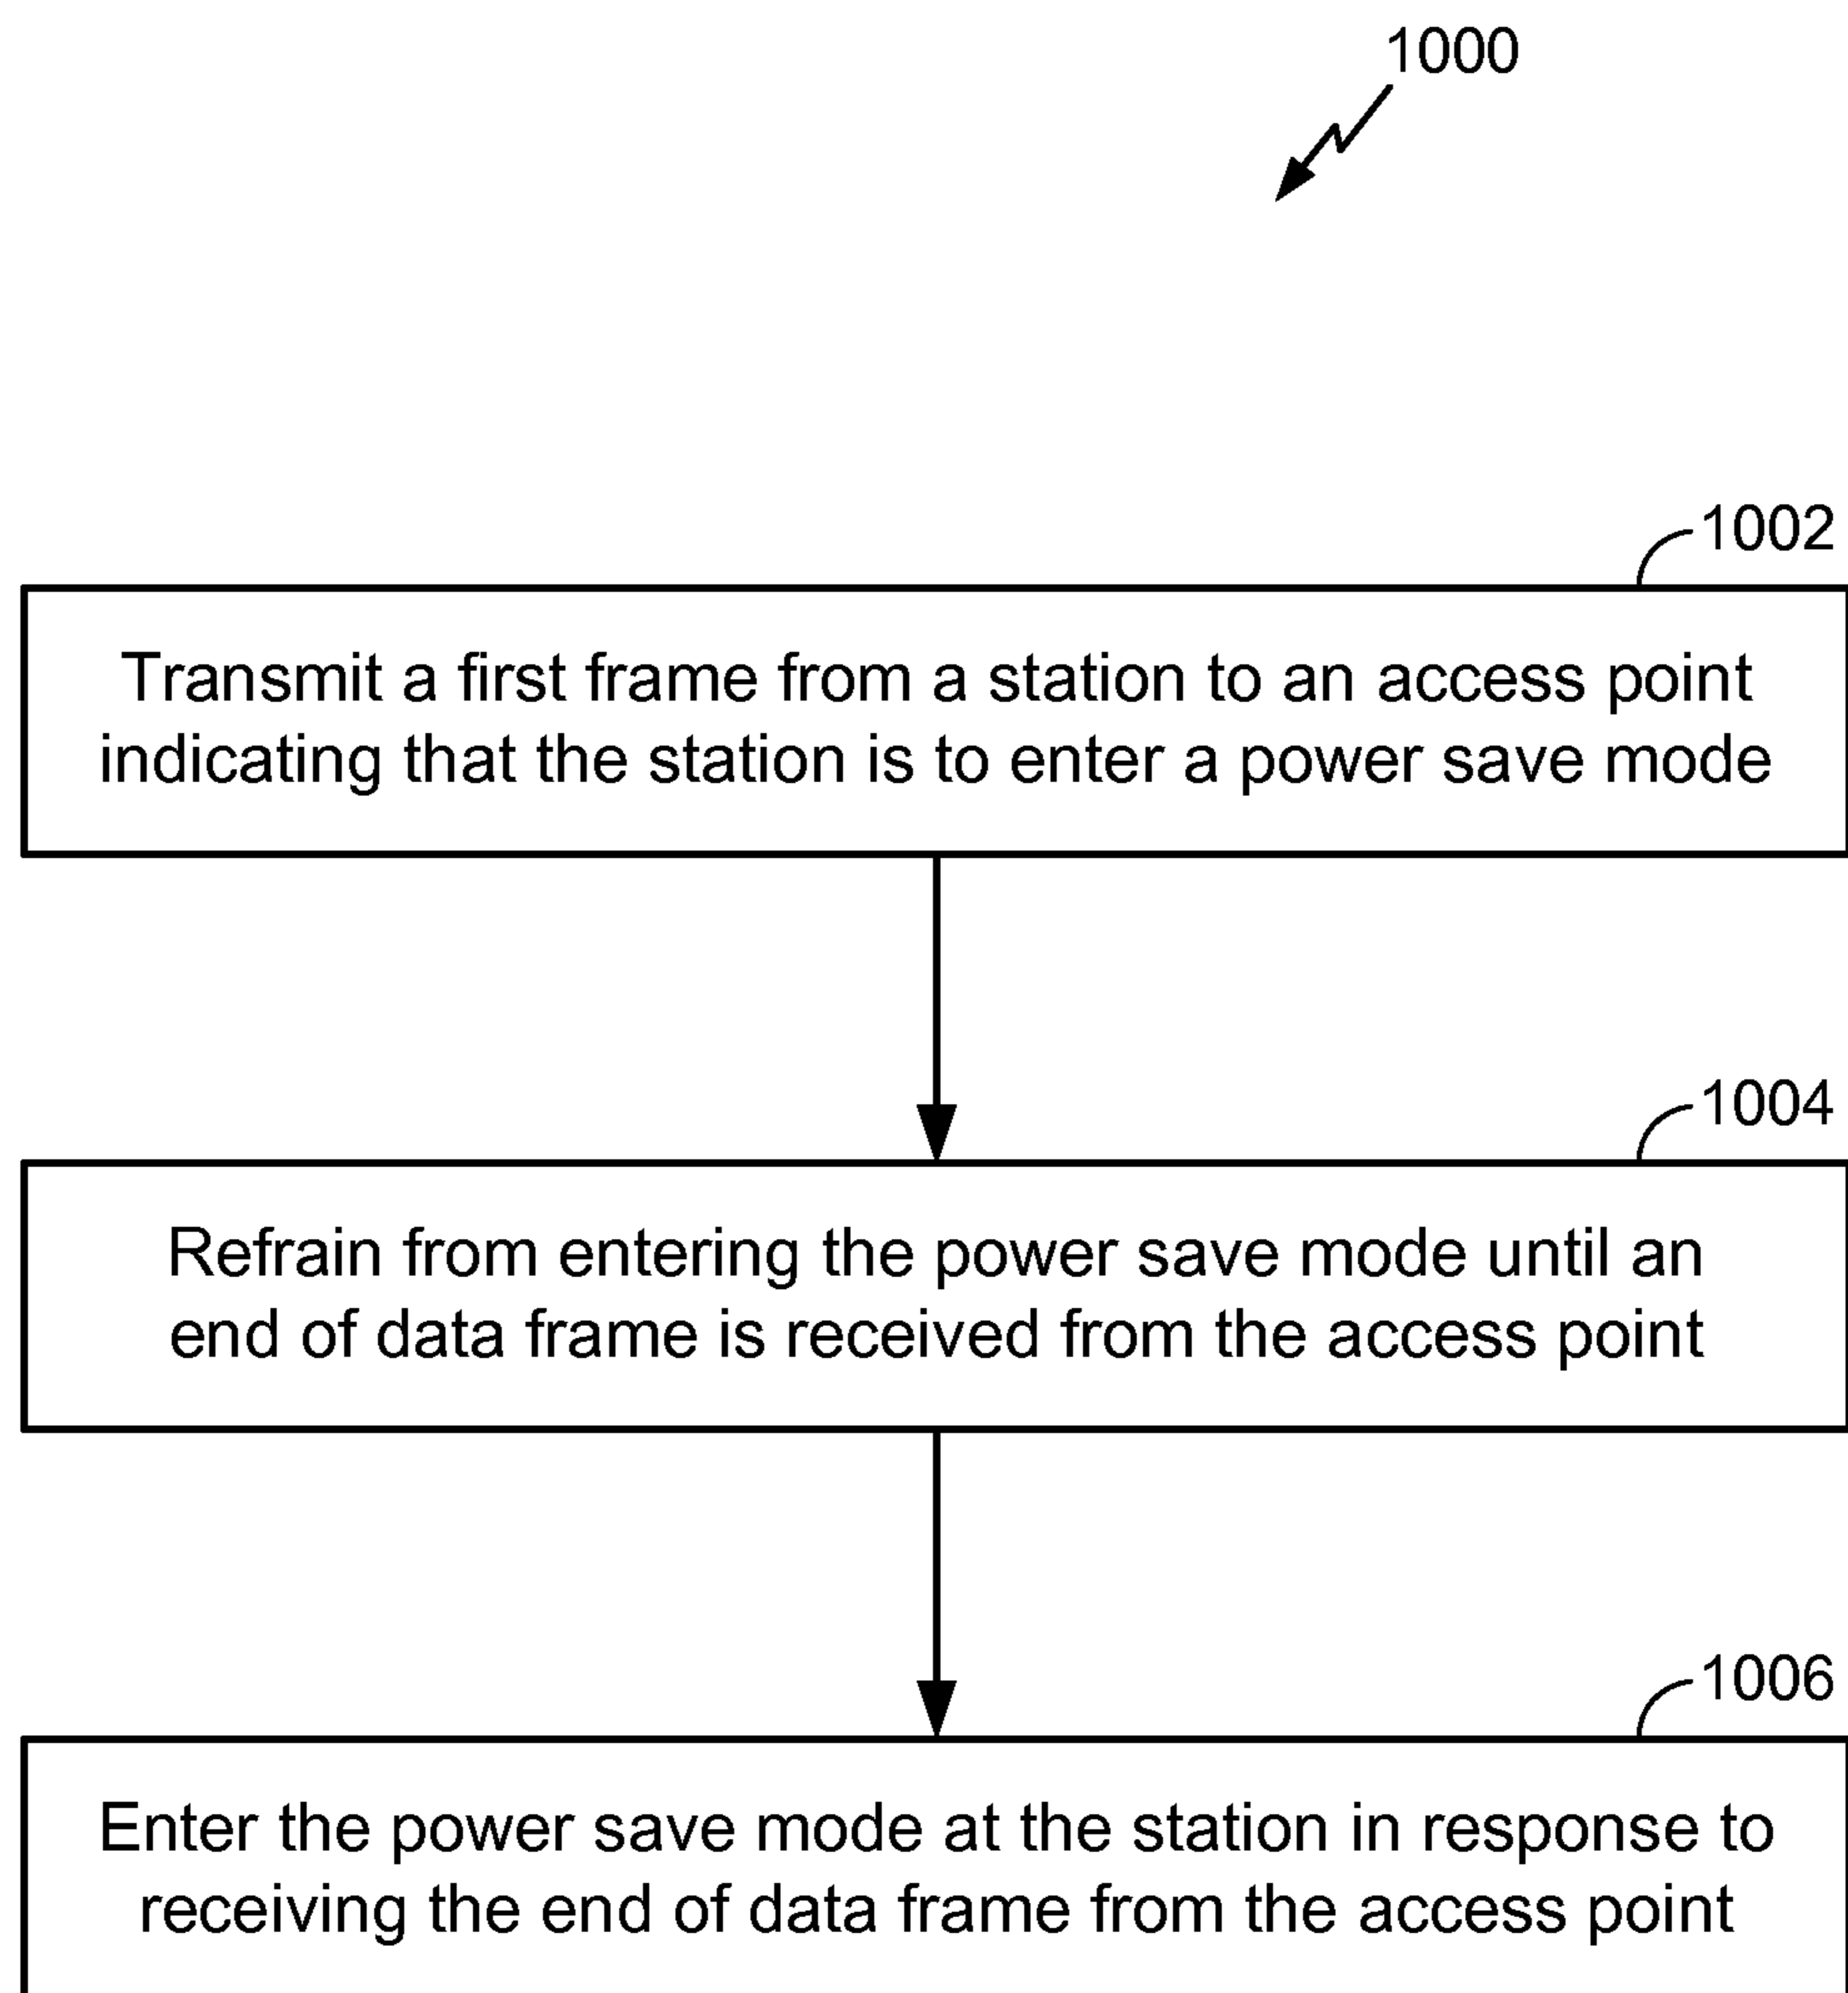 1000
1002
Transmit a first frame from a station to an access point
indicating that the station is to enter a power save mode
1004
Refrain from entering the power save mode until an
end of data frame is received from the access point
1006
Enter the power save mode at the station in response to
receiving the end of data frame from the access point